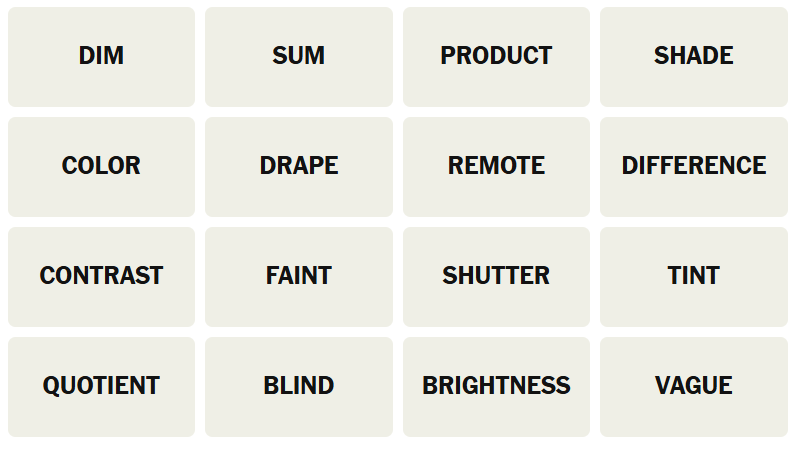 DIM SUM PRODUCT SHADE
COLOR DRAPE REMOTE DIFFERENCE
CONTRAST FAINT SHUTTER TINT
QUOTIENT BLIND BRIGHTNESS VAGUE